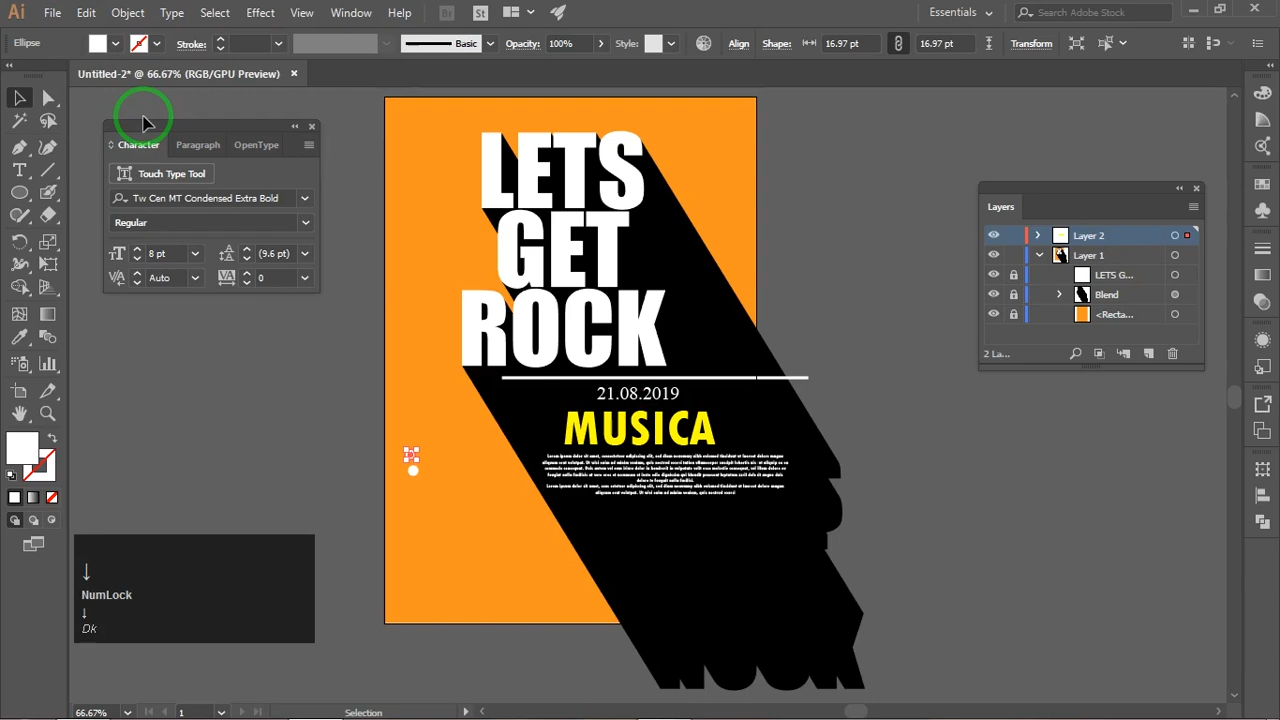 Ai File Edit Object Type Select Effect View Window Help Br St Essentials Search Adobe Stock
Ellipse Stroke: Basic Opacity: 100% Style: Align Shape: 16.97 pt 16.97 pt Transform
Untitled-2* @ 66.67% (RGB/GPU Preview)
Character Paragraph OpenType
Touch Type Tool
Tw Cen MT Condensed Extra Bold
Regular
8 pt (9.6 pt)
Auto 0
LETS
GET
ROCK
21.08.2019
MUSICA
Layers
Layer 2
Layer 1
LETS G...
Blend
<Recta...
2 La...
NumLock
Dk
66.67% 1 Selection